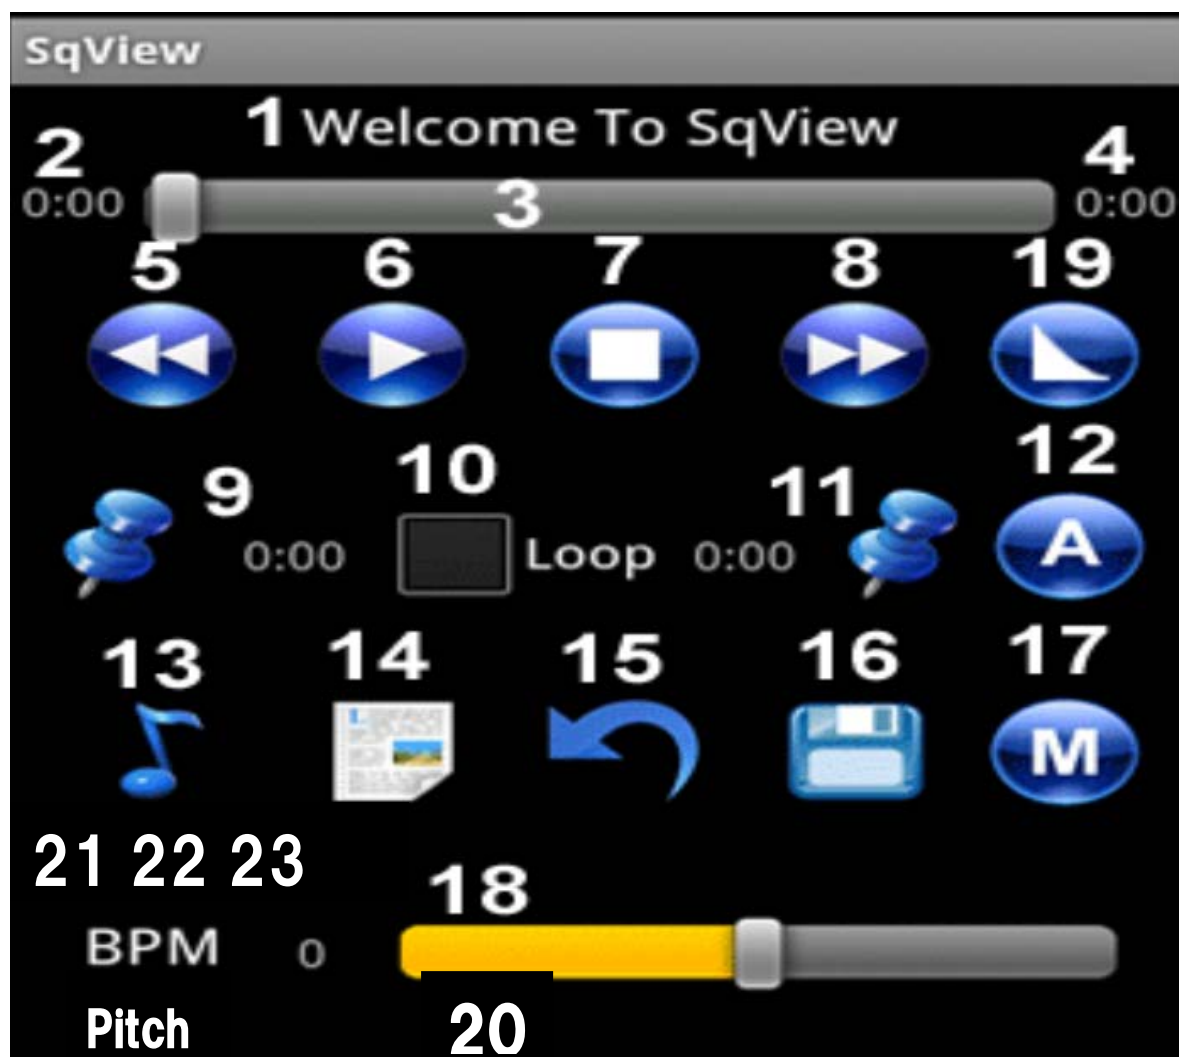 SqView
1 Welcome To SqView
2 4
0:00 3 0:00
5 6 7 8 19
12
9 10 11
0:00 Loop 0:00 A
13 14 15 16 17
M
21 22 23
18
BPM 0
Pitch 20